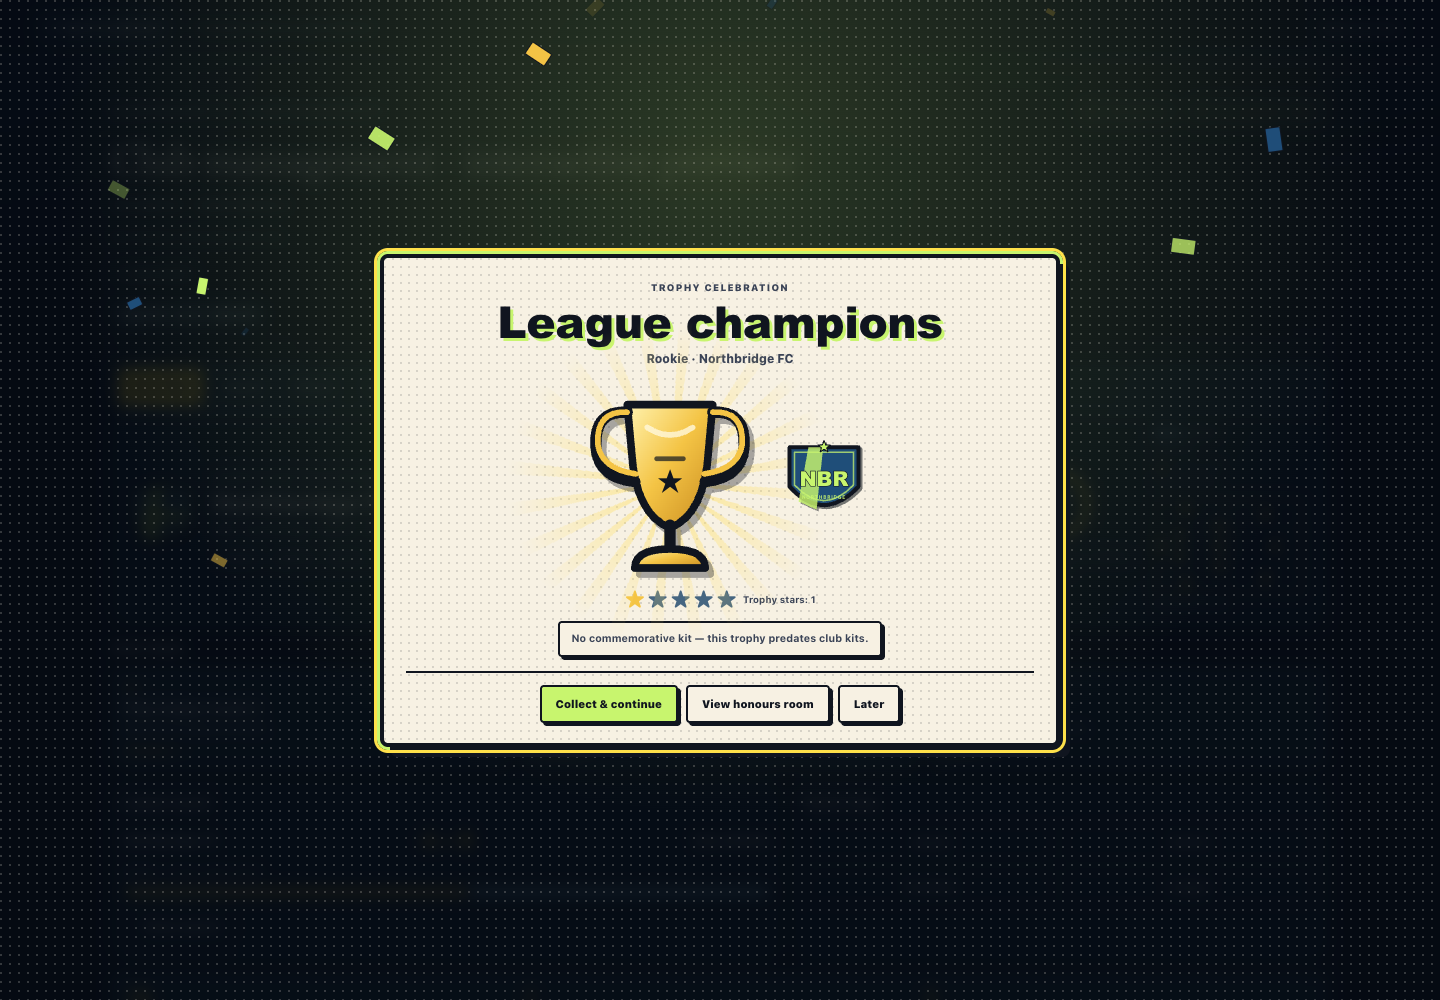 TROPHY CELEBRATION
League champions
Rookie · Northbridge FC
NBR
Trophy stars: 1
No commemorative kit — this trophy predates club kits.
Collect & continue
View honours room
Later